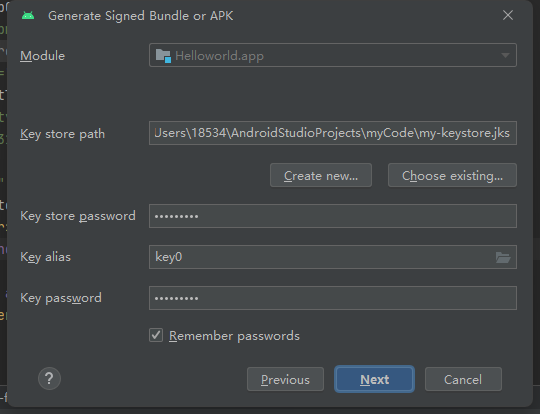 Generate Signed Bundle or APK
Module
Helloworld.app
Key store path
Users\18534\AndroidStudioProjects\myCode\my-keystore.jks
Create new...
Choose existing...
Key store password
•••••••••
Key alias
key0
Key password
•••••••••
Remember passwords
?
Previous
Next
Cancel